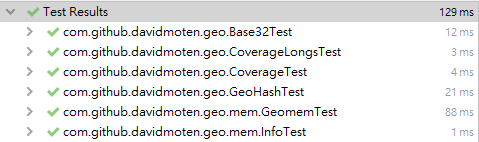 Test Results 129 ms
com.github.davidmoten.geo.Base32Test 12 ms
com.github.davidmoten.geo.CoverageLongsTest 3 ms
com.github.davidmoten.geo.CoverageTest 4 ms
com.github.davidmoten.geo.GeoHashTest 21 ms
com.github.davidmoten.geo.mem.GeomemTest 88 ms
com.github.davidmoten.geo.mem.InfoTest 1 ms